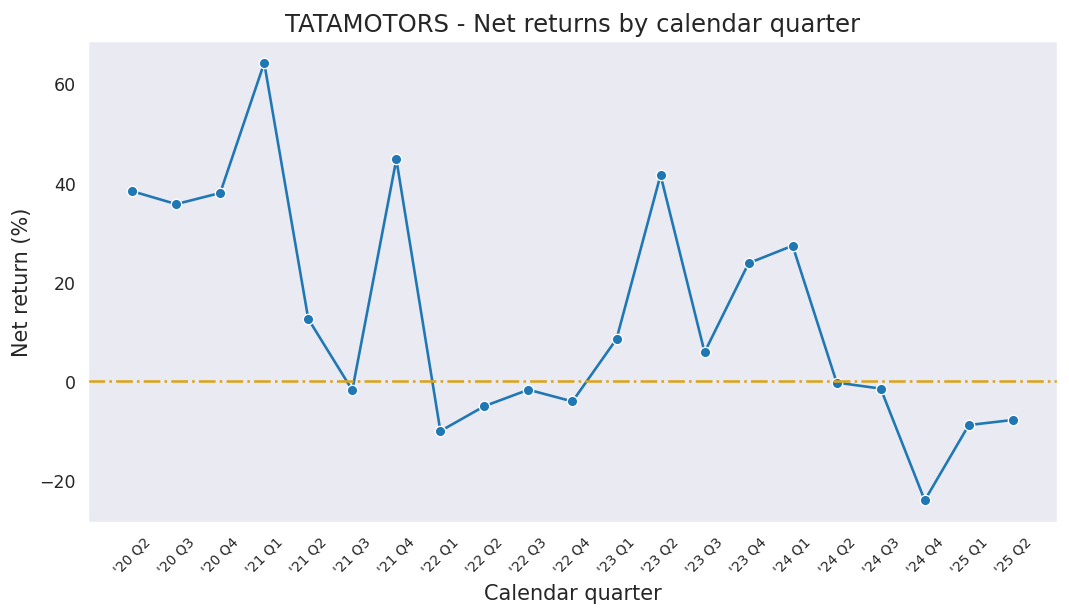 TATAMOTORS - Net returns by calendar quarter
Net return (%)
60
40
20
0
−20
'20 Q2
'20 Q3
'20 Q4
'21 Q1
'21 Q2
'21 Q3
'21 Q4
'22 Q1
'22 Q2
'22 Q3
'22 Q4
'23 Q1
'23 Q2
'23 Q3
'23 Q4
'24 Q1
'24 Q2
'24 Q3
'24 Q4
'25 Q1
'25 Q2
Calendar quarter